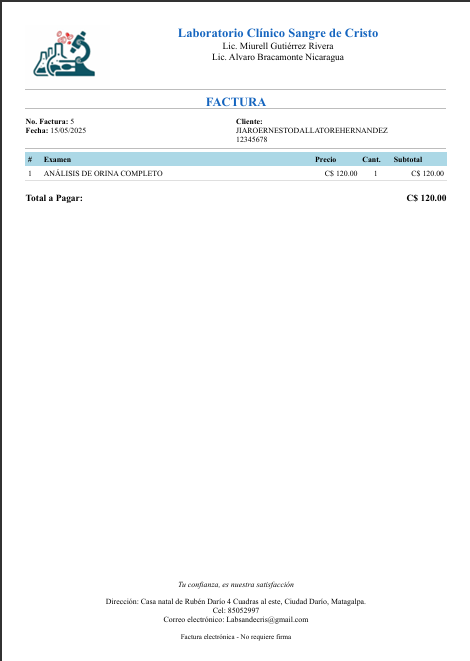 Laboratorio Clínico Sangre de Cristo
Lic. Miurell Gutiérrez Rivera
Lic. Alvaro Bracamonte Nicaragua
FACTURA
No. Factura: 5
Fecha: 15/05/2025
Cliente:
JIAROERNESTODALLATOREHERNANDEZ
12345678
# Examen Precio Cant. Subtotal
1 ANÁLISIS DE ORINA COMPLETO C$ 120.00 1 C$ 120.00
Total a Pagar: C$ 120.00
Tu confianza, es nuestra satisfacción
Dirección: Casa natal de Rubén Darío 4 Cuadras al este, Ciudad Darío, Matagalpa.
Cel: 85052997
Correo electrónico: Labsandecris@gmail.com
Factura electrónica - No requiere firma